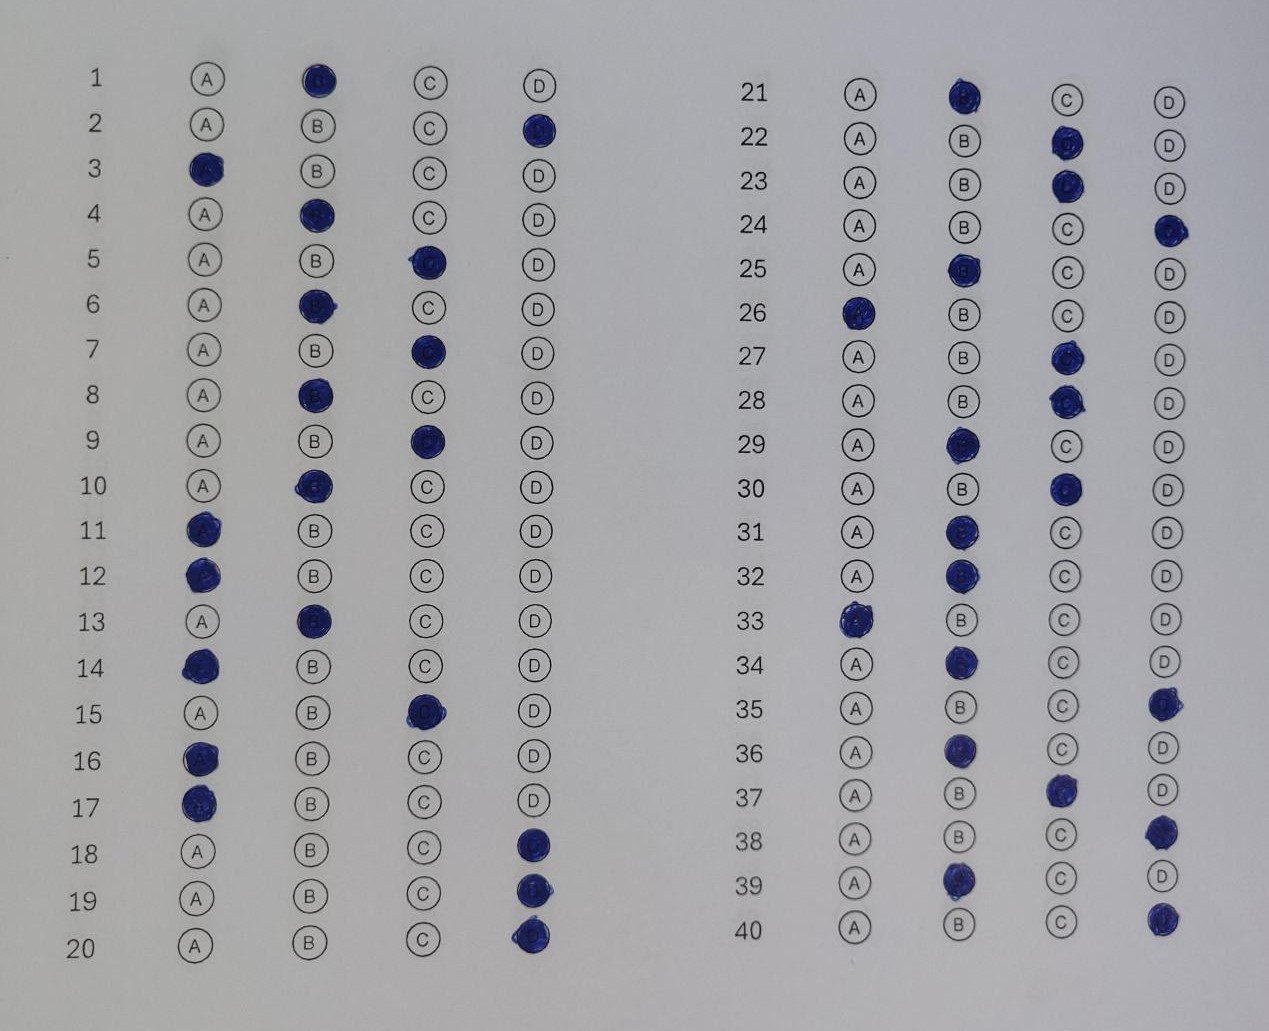 1 A B C D
2 A B C D
3 A B C D
4 A B C D
5 A B C D
6 A B C D
7 A B C D
8 A B C D
9 A B C D
10 A B C D
11 A B C D
12 A B C D
13 A B C D
14 A B C D
15 A B C D
16 A B C D
17 A B C D
18 A B C D
19 A B C D
20 A B C D
21 A B C D
22 A B C D
23 A B C D
24 A B C D
25 A B C D
26 A B C D
27 A B C D
28 A B C D
29 A B C D
30 A B C D
31 A B C D
32 A B C D
33 A B C D
34 A B C D
35 A B C D
36 A B C D
37 A B C D
38 A B C D
39 A B C D
40 A B C D